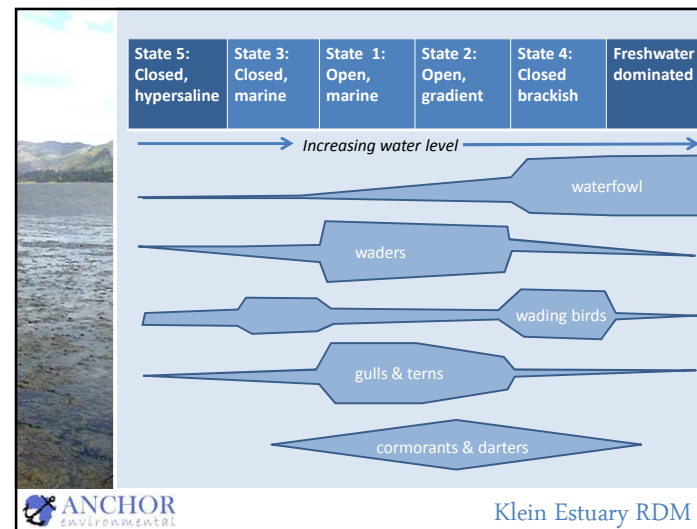 State 5:
Closed,
hypersaline
State 3:
Closed,
marine
State 1:
Open,
marine
State 2:
Open,
gradient
State 4:
Closed
brackish
Freshwater
dominated
Increasing water level
waterfowl
waders
wading birds
gulls & terns
cormorants & darters
ANCHOR
environmental
Klein Estuary RDM